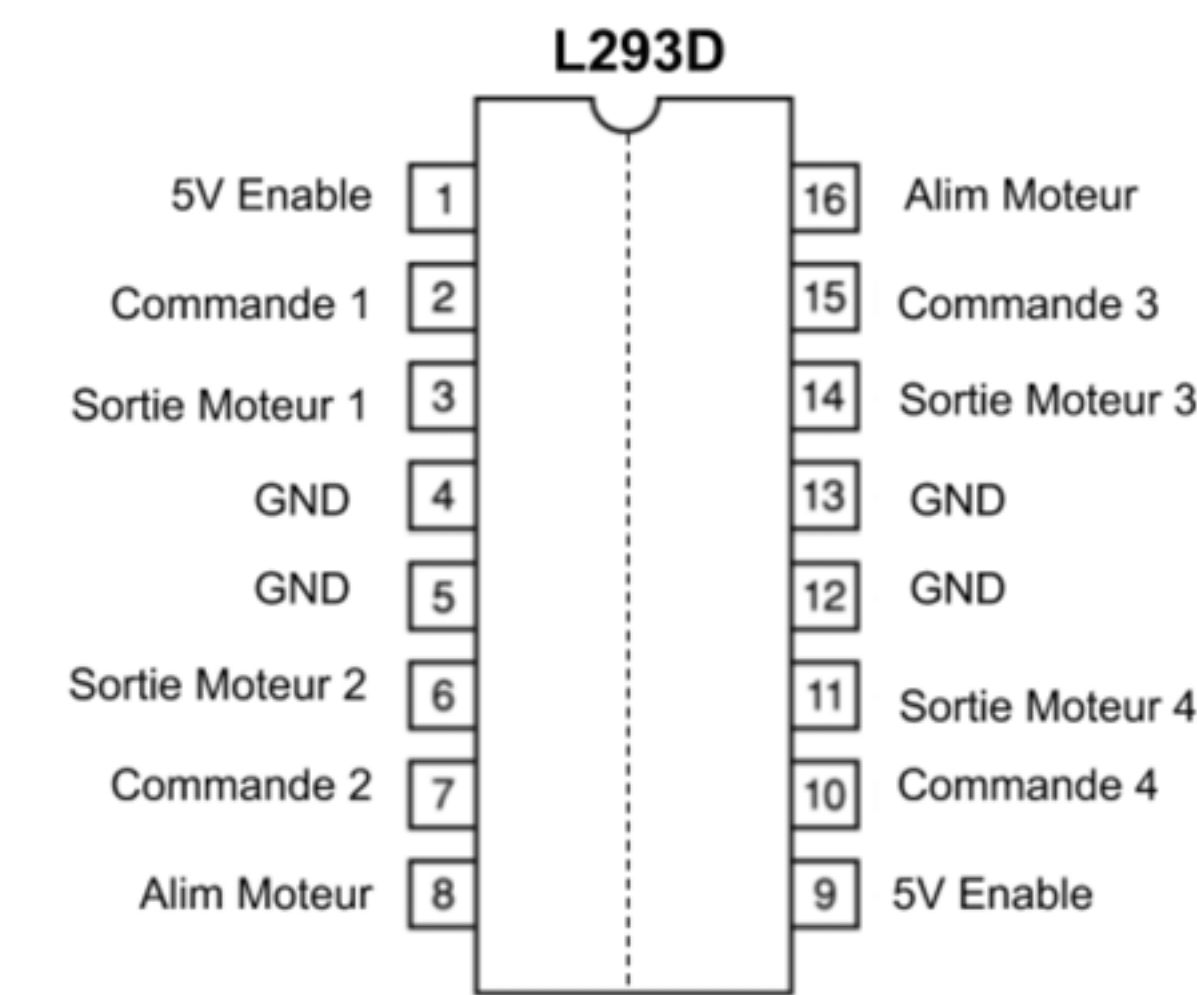 L293D
5V Enable 1 16 Alim Moteur
Commande 1 2 15 Commande 3
Sortie Moteur 1 3 14 Sortie Moteur 3
GND 4 13 GND
GND 5 12 GND
Sortie Moteur 2 6 11 Sortie Moteur 4
Commande 2 7 10 Commande 4
Alim Moteur 8 9 5V Enable